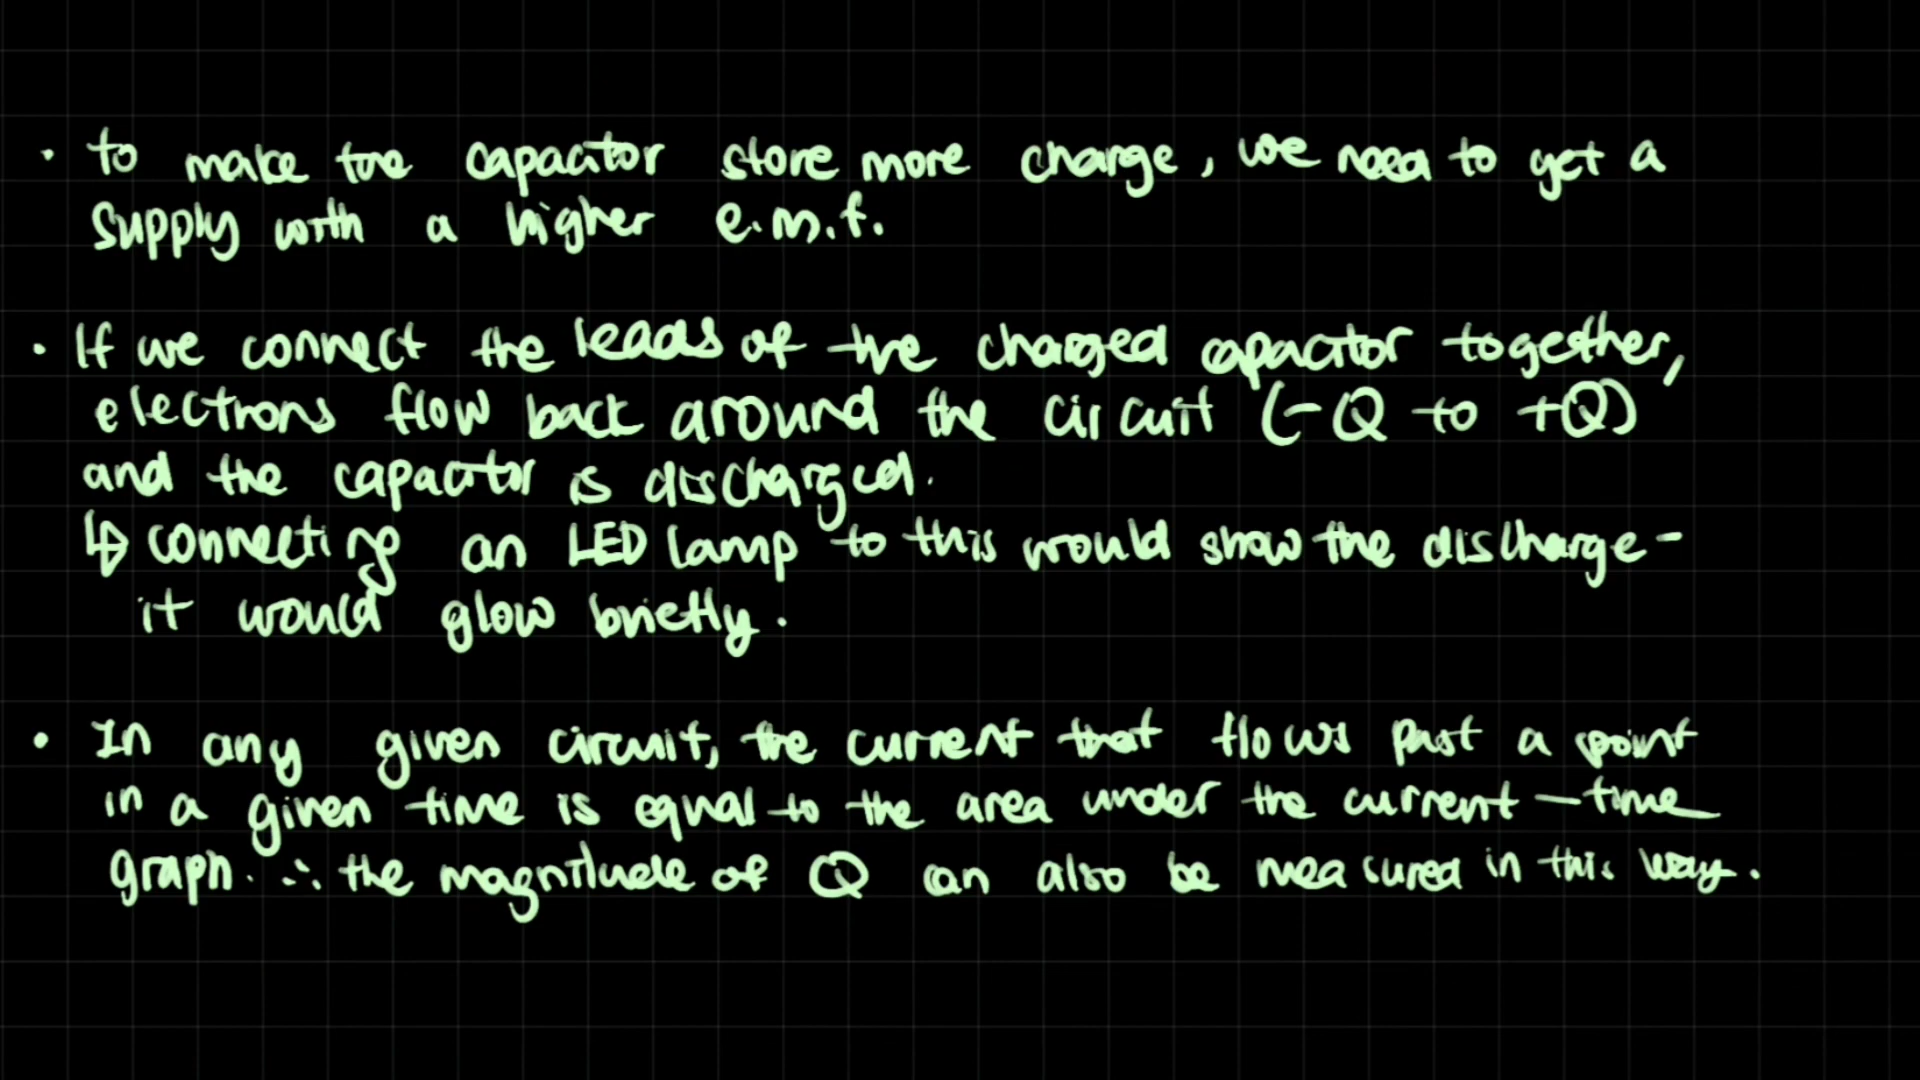 · to make the capacitor store more charge, we need to get a
supply with a higher e.m.f.
· If we connect the leads of the charged capacitor together,
electrons flow back around the circuit (-Q to +Q)
and the capacitor is discharged.
↳ connecting an LED lamp to this would show the discharge -
it would glow briefly.
· In any given circuit, the current that flows past a point
in a given time is equal to the area under the current - time
graph. ∴ the magnitude of Q can also be measured in this way.